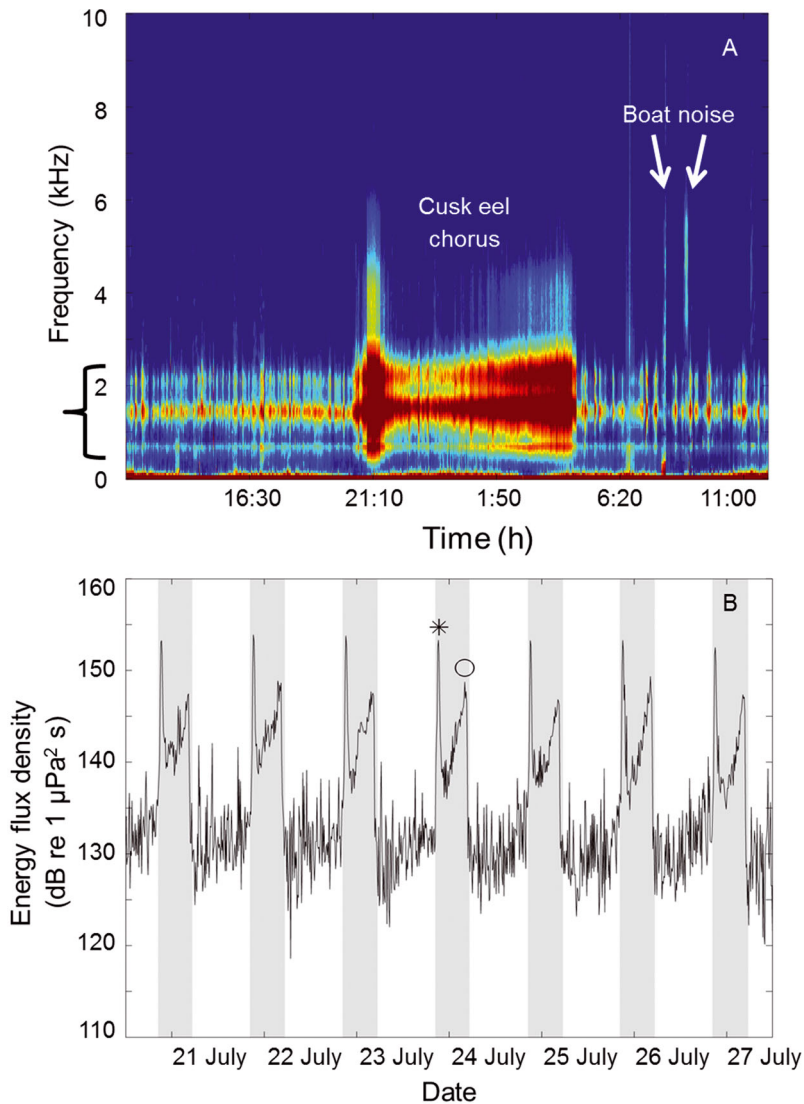 10
8
6
4
2
0
Frequency (kHz)
A
Boat noise
Cusk eel
chorus
16:30
21:10
1:50
6:20
11:00
Time (h)
160
150
140
130
120
110
Energy flux density
(dB re 1 µPa² s)
B
21 July
22 July
23 July
24 July
25 July
26 July
27 July
Date